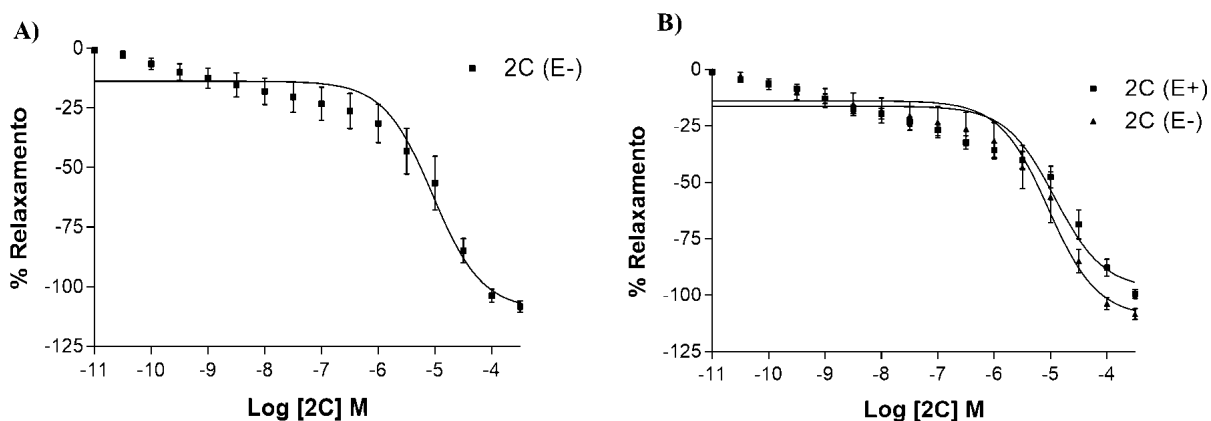 A)
0
-25
-50
-75
-100
-125
% Relaxamento
-11 -10 -9 -8 -7 -6 -5 -4
Log [2C] M
2C (E-)
B)
0
-25
-50
-75
-100
-125
% Relaxamento
-11 -10 -9 -8 -7 -6 -5 -4
Log [2C] M
2C (E+)
2C (E-)